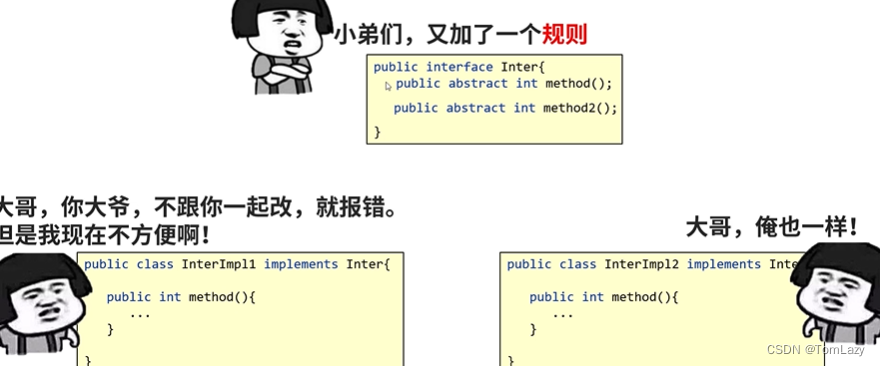 小弟们，又加了一个规则
public interface Inter{
public abstract int method();
public abstract int method2();
}
大哥，你大爷，不跟你一起改，就报错。
但是我现在不方便啊！
大哥，俺也一样！
public class InterImpl1 implements Inter{
public int method(){
...
}
}
public class InterImpl2 implements Inte
public int method(){
...
}
}
CSDN @TomLazy